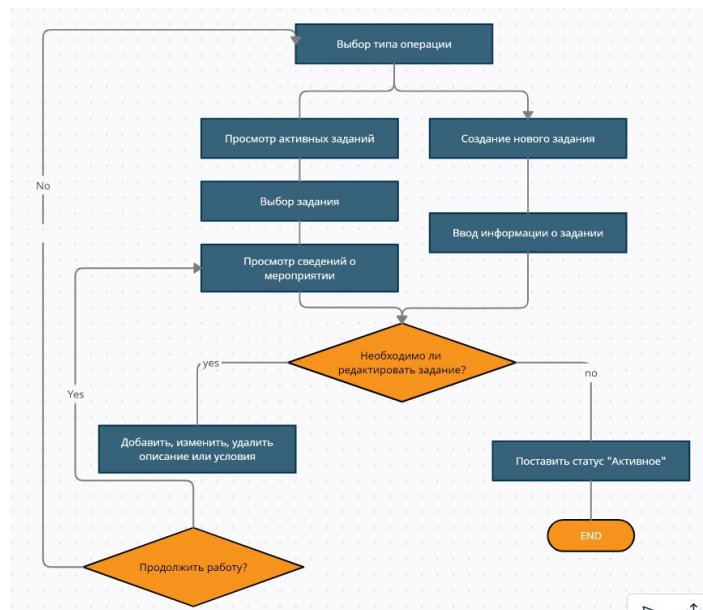 Выбор типа операции
Просмотр активных заданий
Создание нового задания
No
Выбор задания
Ввод информации о задании
Просмотр сведений о
мероприятии
Необходимо ли
редактировать задание?
yes
no
Yes
Добавить, изменить, удалить
описание или условия
Поставить статус "Активное"
END
Продолжить работу?